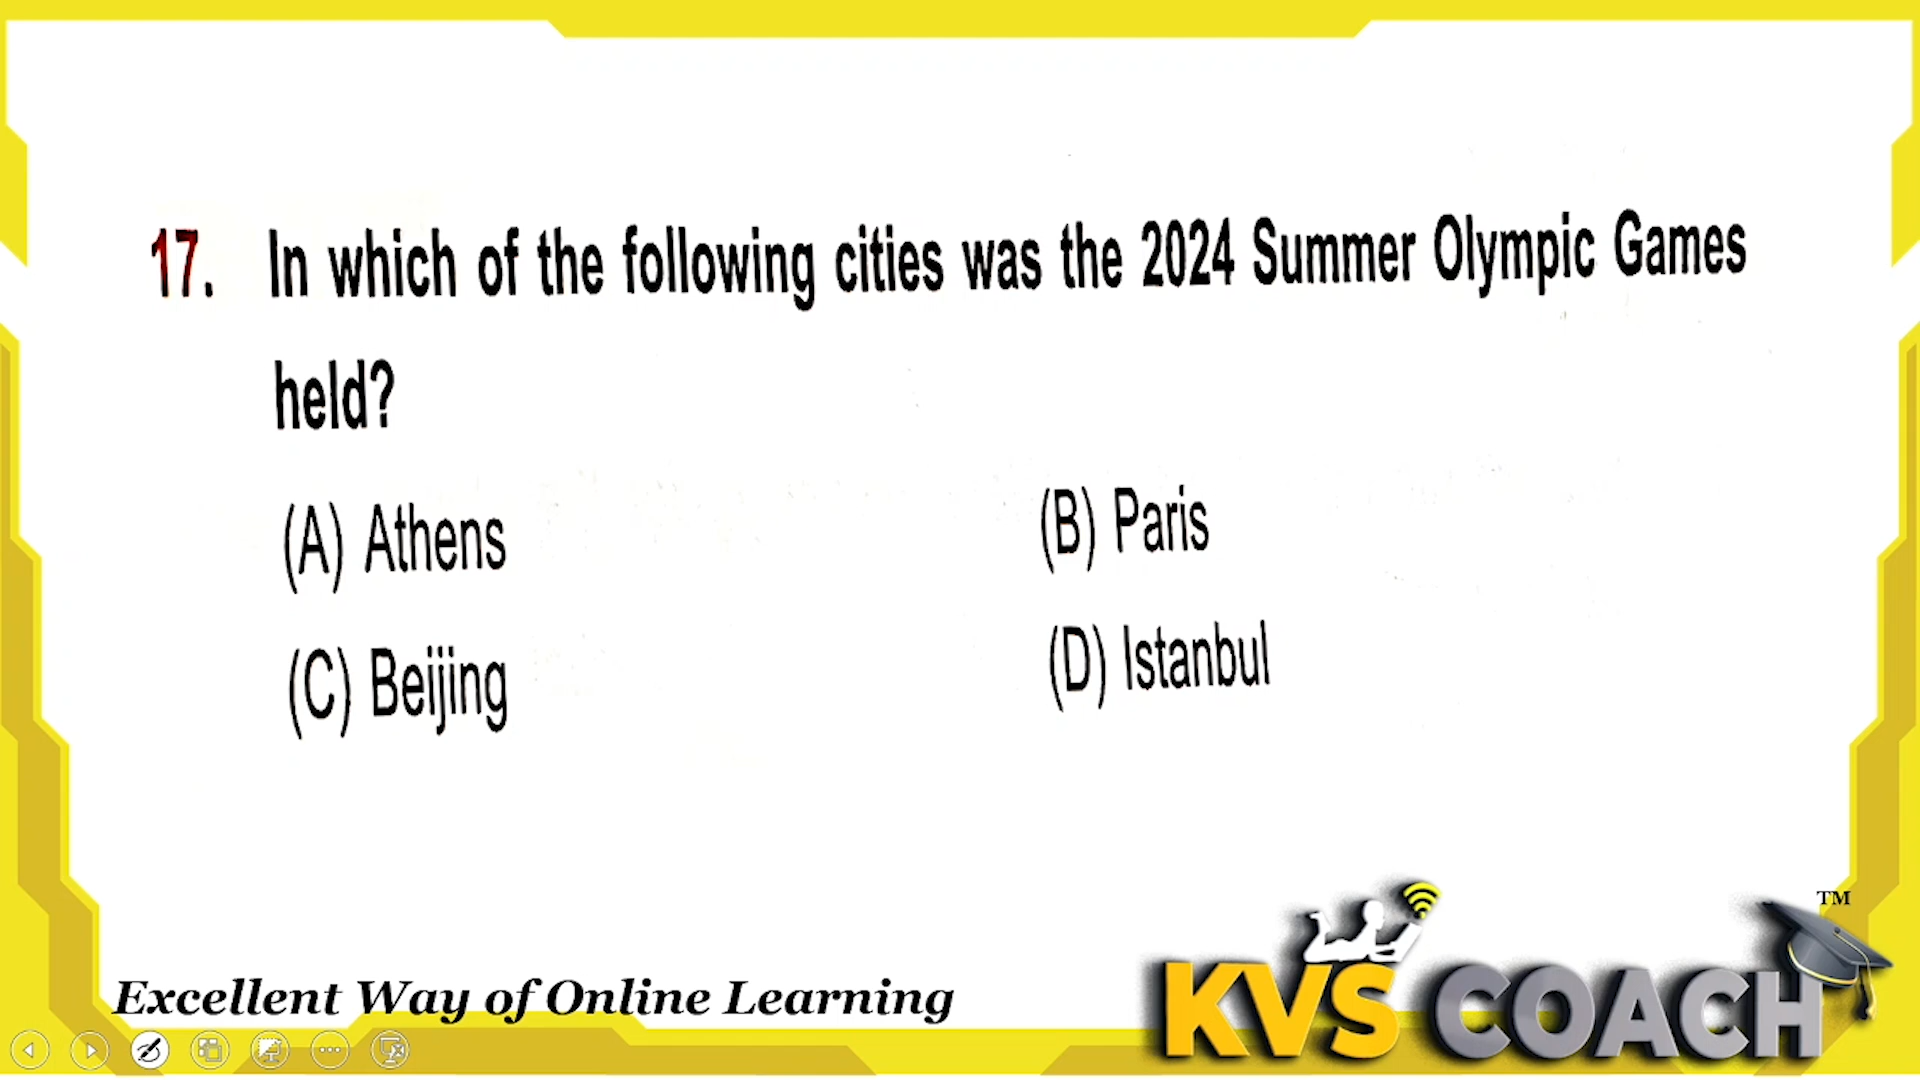 17. In which of the following cities was the 2024 Summer Olympic Games
held?
(A) Athens (B) Paris
(C) Beijing (D) Istanbul
TM
KVS COACH
Excellent Way of Online Learning